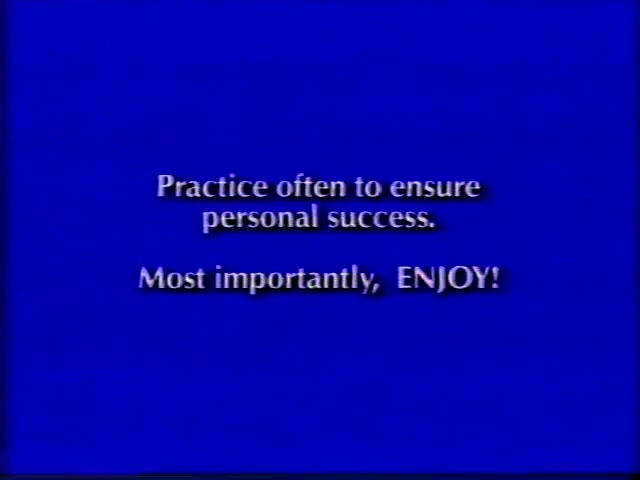 Practice often to ensure
personal success.
Most importantly, ENJOY!